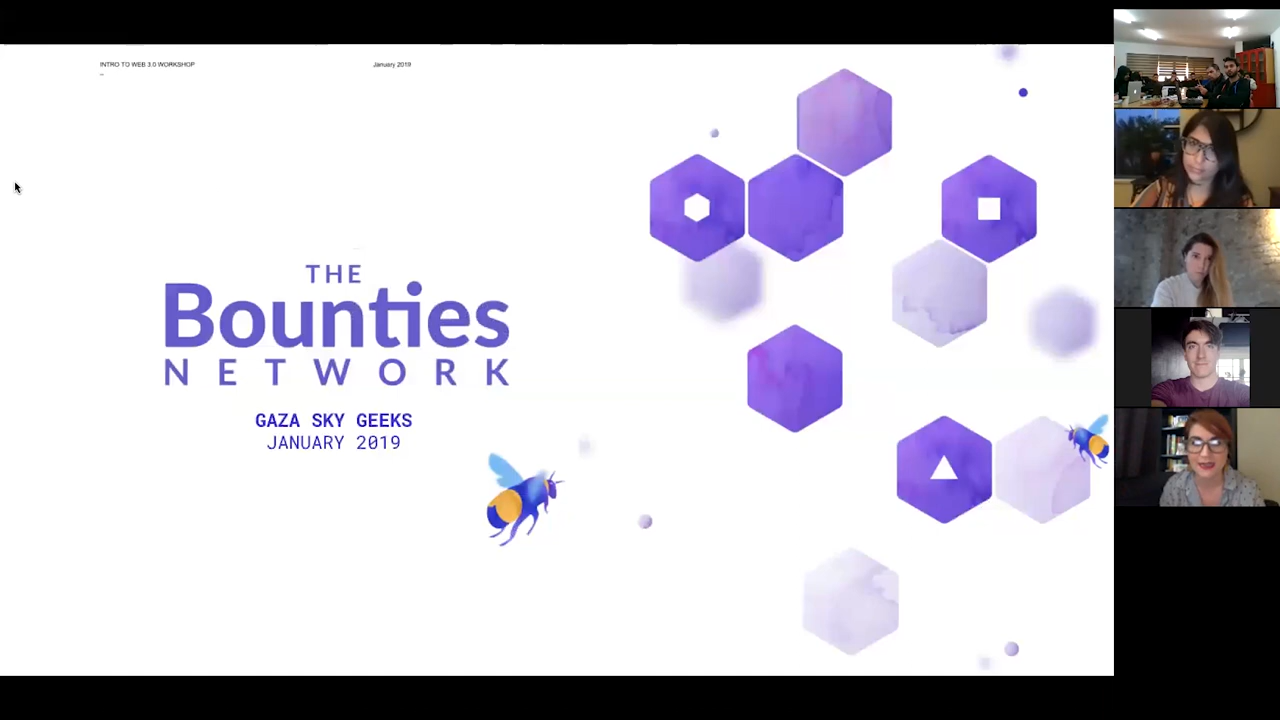 INTRO TO WEB 3.0 WORKSHOP
January 2019
THE
Bounties
NETWORK
GAZA SKY GEEKS
JANUARY 2019